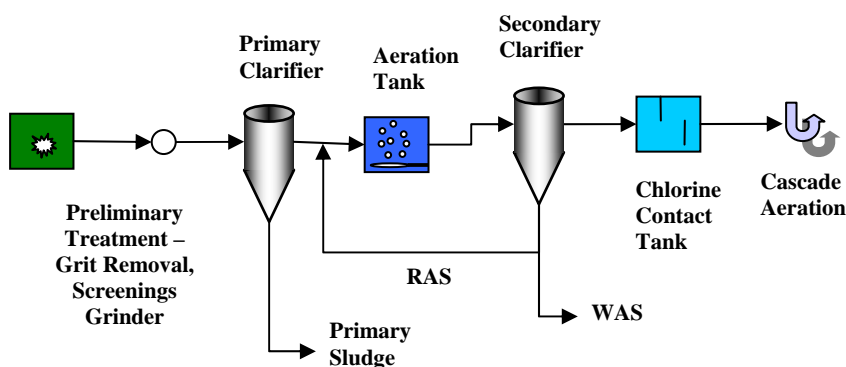 Primary
Clarifier
Aeration
Tank
Secondary
Clarifier
Preliminary
Treatment –
Grit Removal,
Screenings
Grinder
Chlorine
Contact
Tank
Cascade
Aeration
RAS
WAS
Primary
Sludge